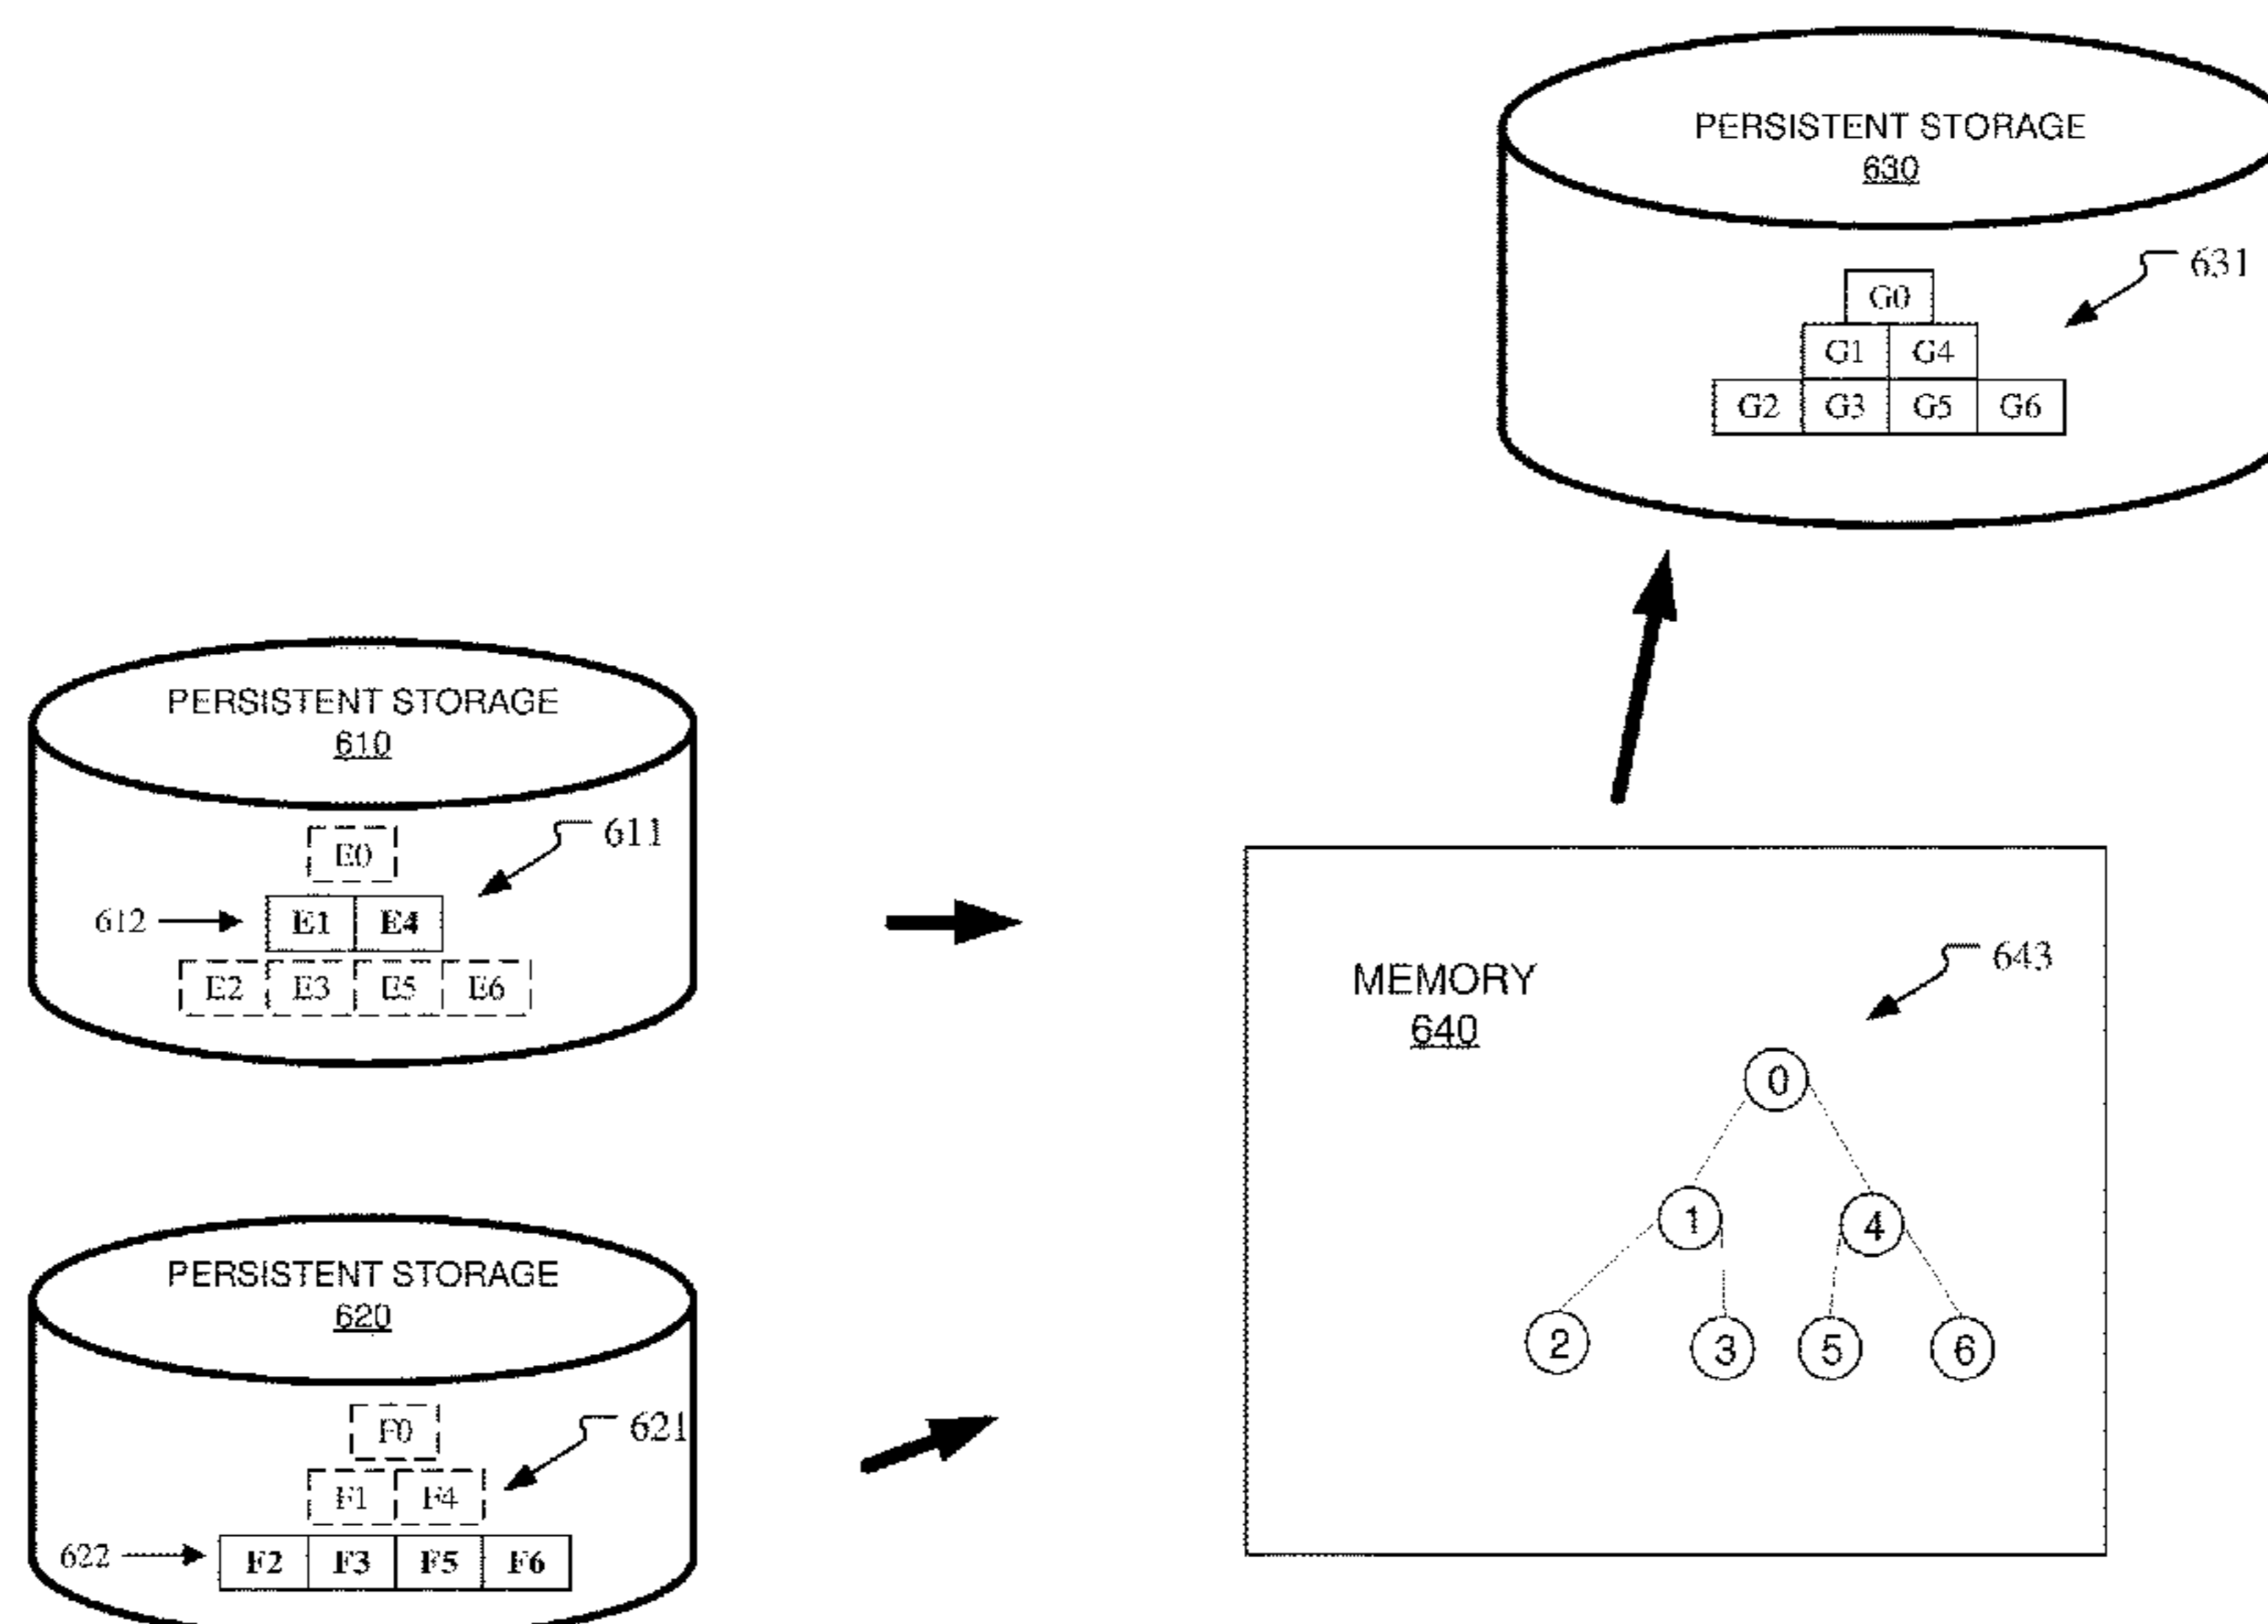 PERSISTENT STORAGE
630
631
G0
G1 G4
G2 G3 G5 G6
PERSISTENT STORAGE
610
611
E0
612 E1 E4
E2 E3 E5 E6
MEMORY
640
643
0
1 4
2 3 5 6
PERSISTENT STORAGE
620
621
F0
F1 F4
622 F2 F3 F5 F6